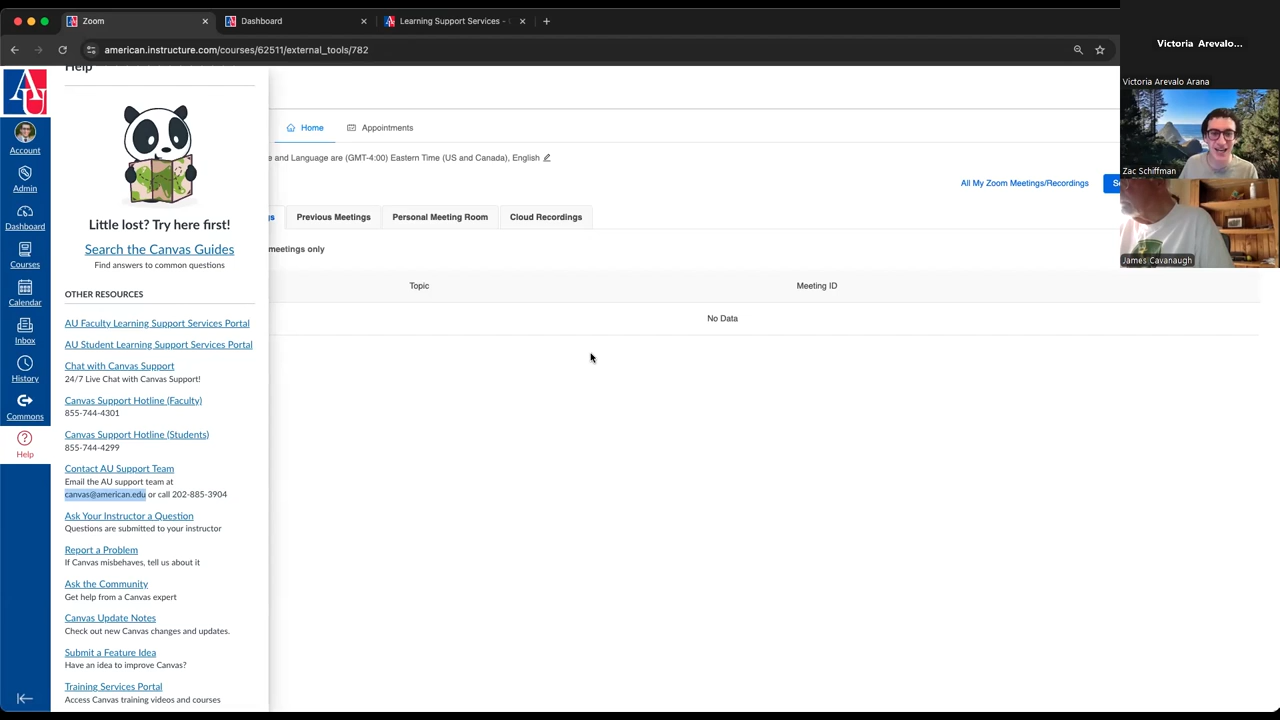 Zoom
Dashboard
Learning Support Services -
american.instructure.com/courses/62511/external_tools/782
Victoria Arevalo...
Victoria Arevalo Arana
Zac Schiffman
James Cavanaugh
AU
Account
Admin
Dashboard
Courses
Calendar
Inbox
History
Commons
Help
Help
Little lost? Try here first!
Search the Canvas Guides
Find answers to common questions
OTHER RESOURCES
AU Faculty Learning Support Services Portal
AU Student Learning Support Services Portal
Chat with Canvas Support
24/7 Live Chat with Canvas Support!
Canvas Support Hotline (Faculty)
855-744-4301
Canvas Support Hotline (Students)
855-744-4299
Contact AU Support Team
Email the AU support team at
canvas@american.edu or call 202-885-3904
Ask Your Instructor a Question
Questions are submitted to your instructor
Report a Problem
If Canvas misbehaves, tell us about it
Ask the Community
Get help from a Canvas expert
Canvas Update Notes
Check out new Canvas changes and updates.
Submit a Feature Idea
Have an idea to improve Canvas?
Training Services Portal
Access Canvas training videos and courses
Home
Appointments
e and Language are (GMT-4:00) Eastern Time (US and Canada), English
All My Zoom Meetings/Recordings
gs
Previous Meetings
Personal Meeting Room
Cloud Recordings
meetings only
Topic
Meeting ID
No Data